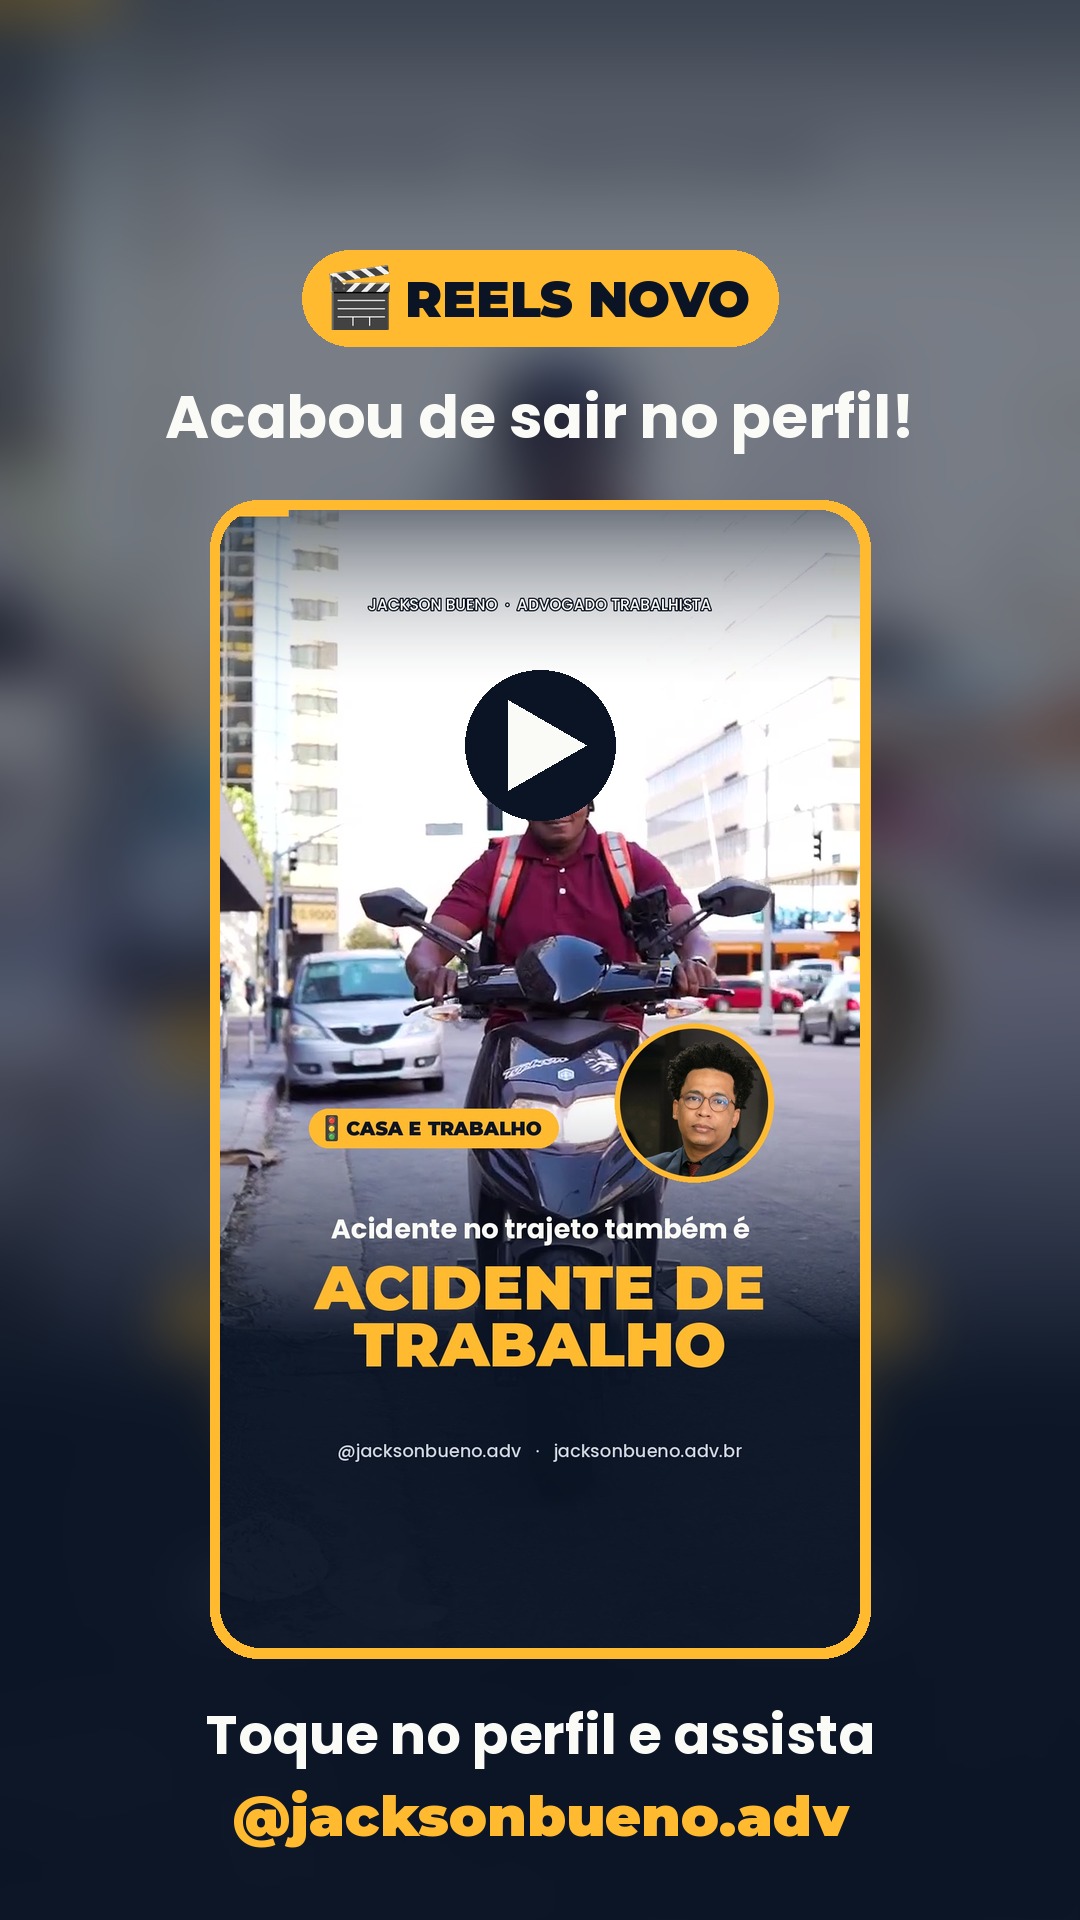 🎬 REELS NOVO
Acabou de sair no perfil!
JACKSON BUENO · ADVOGADO TRABALHISTA
🚦 CASA E TRABALHO
Acidente no trajeto também é
ACIDENTE DE
TRABALHO
@jacksonbueno.adv · jacksonbueno.adv.br
Toque no perfil e assista
@jacksonbueno.adv